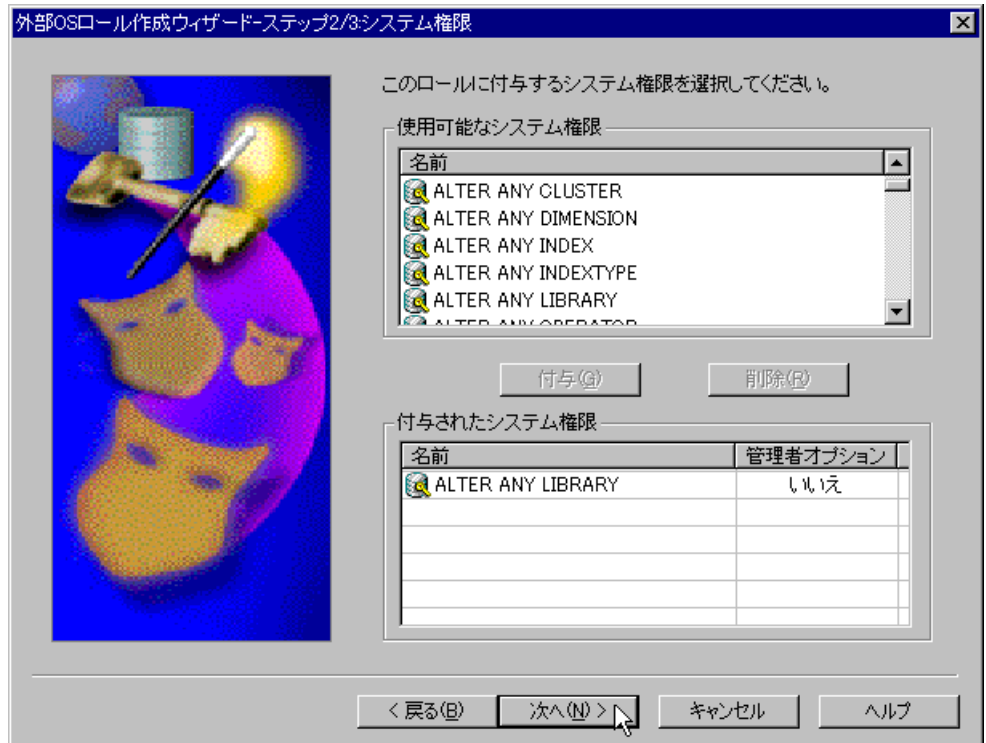 外部OSロール作成ウィザード-ステップ2/3:システム権限
このロールに付与するシステム権限を選択してください。
使用可能なシステム権限
名前
ALTER ANY CLUSTER
ALTER ANY DIMENSION
ALTER ANY INDEX
ALTER ANY INDEXTYPE
ALTER ANY LIBRARY
ALTER ANY OPERATOR
付与(G) 削除(R)
付与されたシステム権限
名前 管理者オプション
ALTER ANY LIBRARY いいえ
< 戻る(B) 次へ(N) > キャンセル ヘルプ